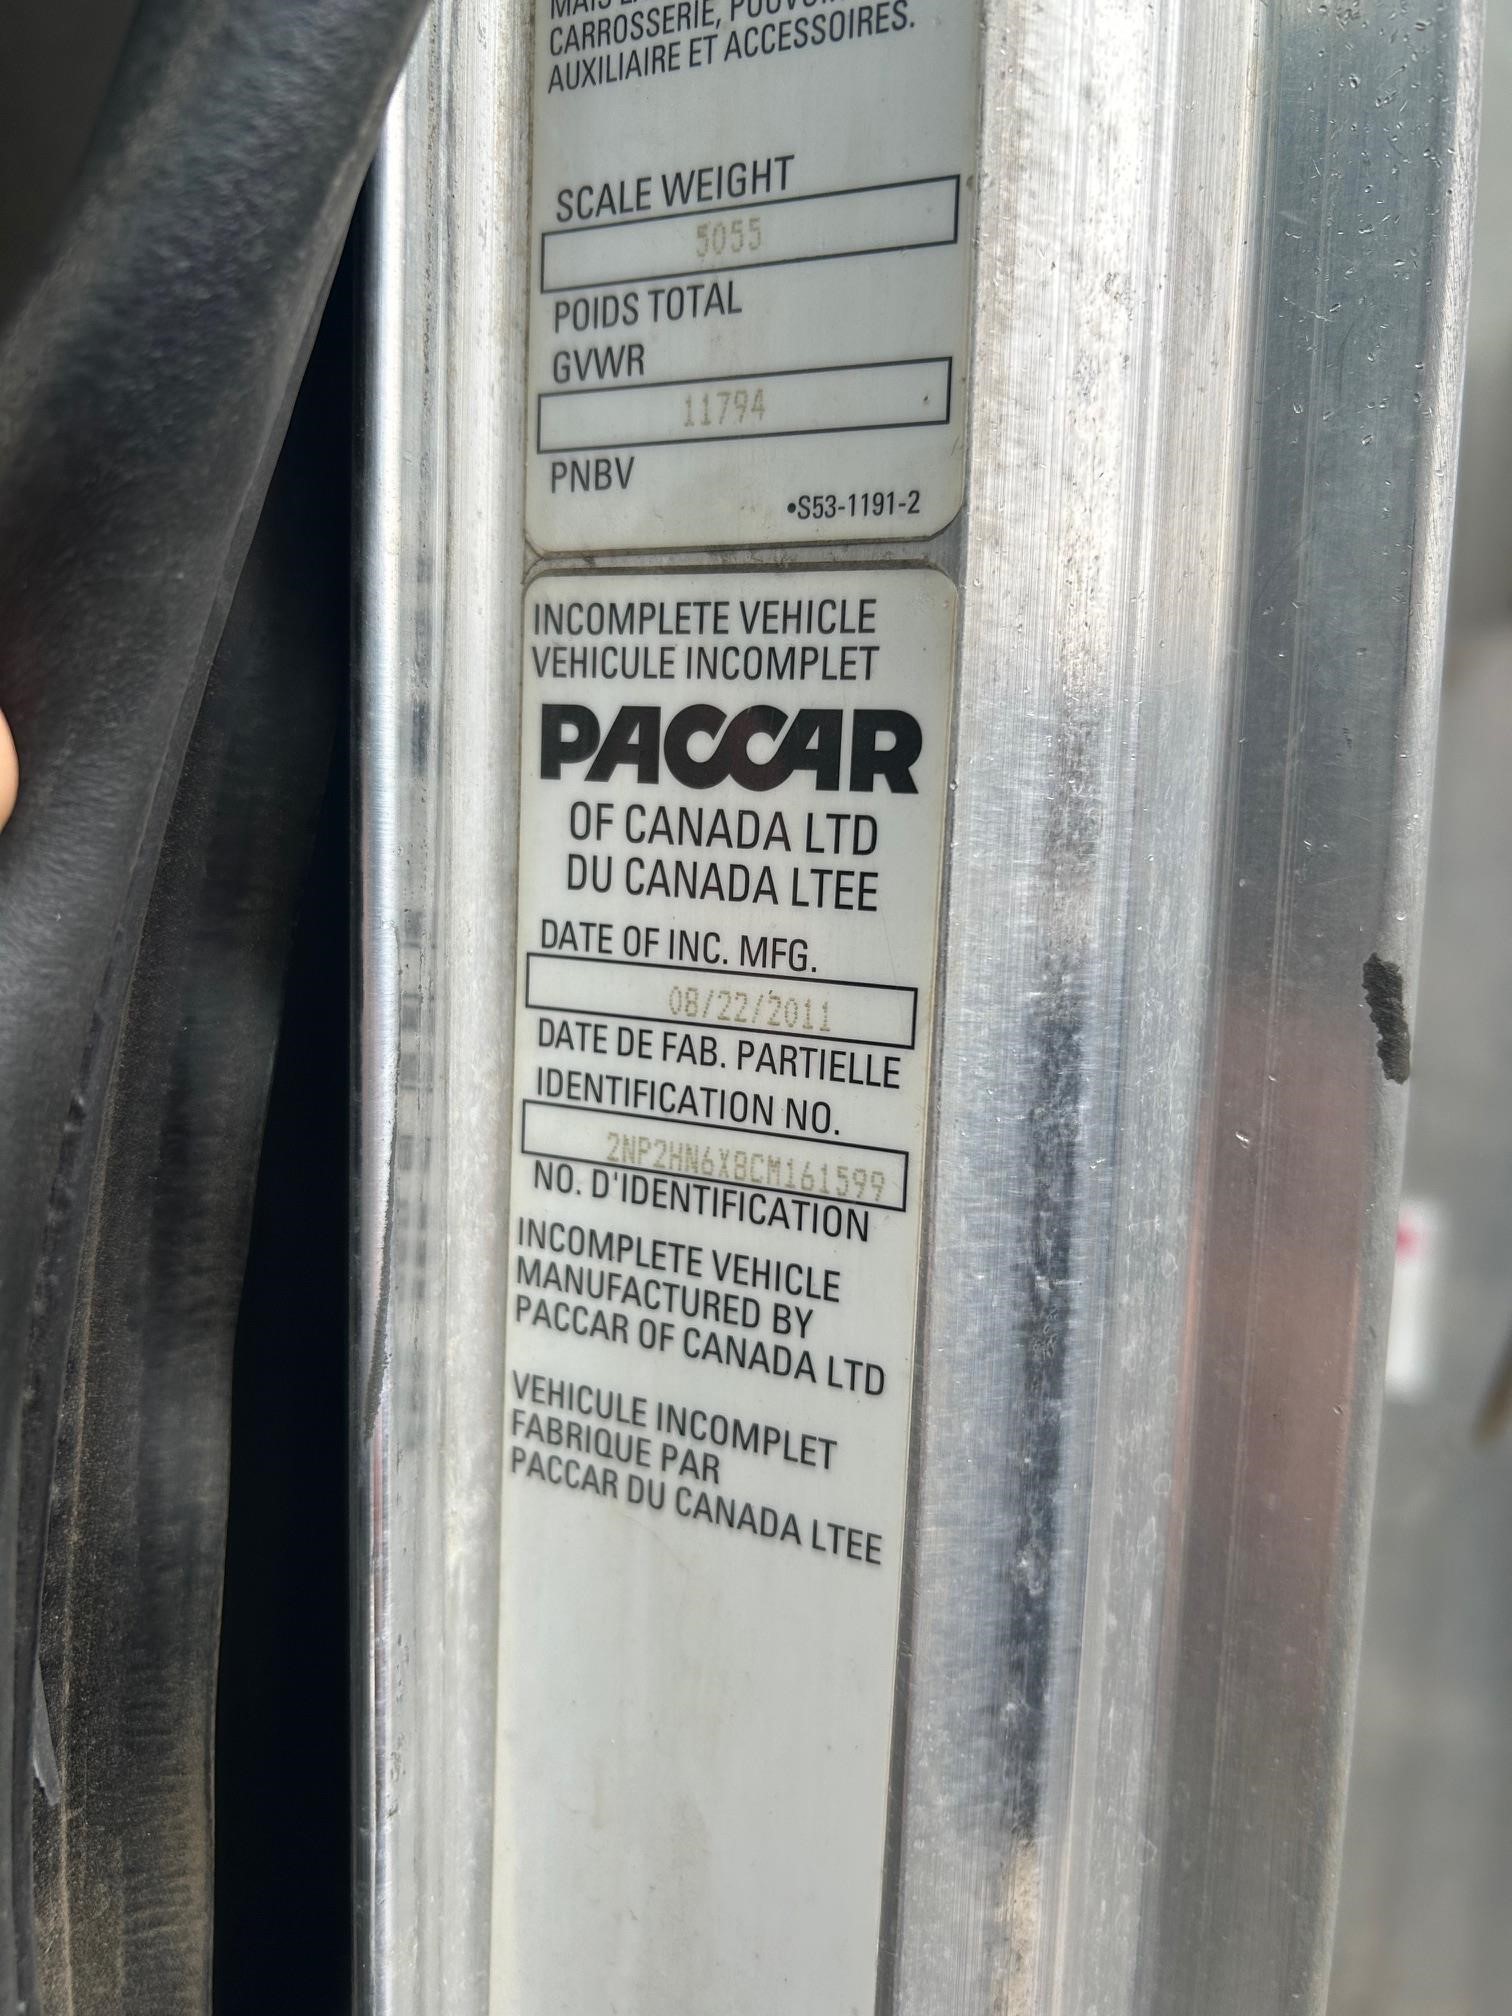 CARROSSERIE,
AUXILIAIRE ET ACCESSOIRES.
SCALE WEIGHT
5055
POIDS TOTAL
GVWR
11794
PNBV
•S53-1191-2
INCOMPLETE VEHICLE
VEHICULE INCOMPLET
PACCAR
OF CANADA LTD
DU CANADA LTEE
DATE OF INC. MFG.
08/22/2011
DATE DE FAB. PARTIELLE
IDENTIFICATION NO.
2NP2HN6X8CM161599
NO. D'IDENTIFICATION
INCOMPLETE VEHICLE
MANUFACTURED BY
PACCAR OF CANADA LTD
VEHICULE INCOMPLET
FABRIQUE PAR
PACCAR DU CANADA LTEE